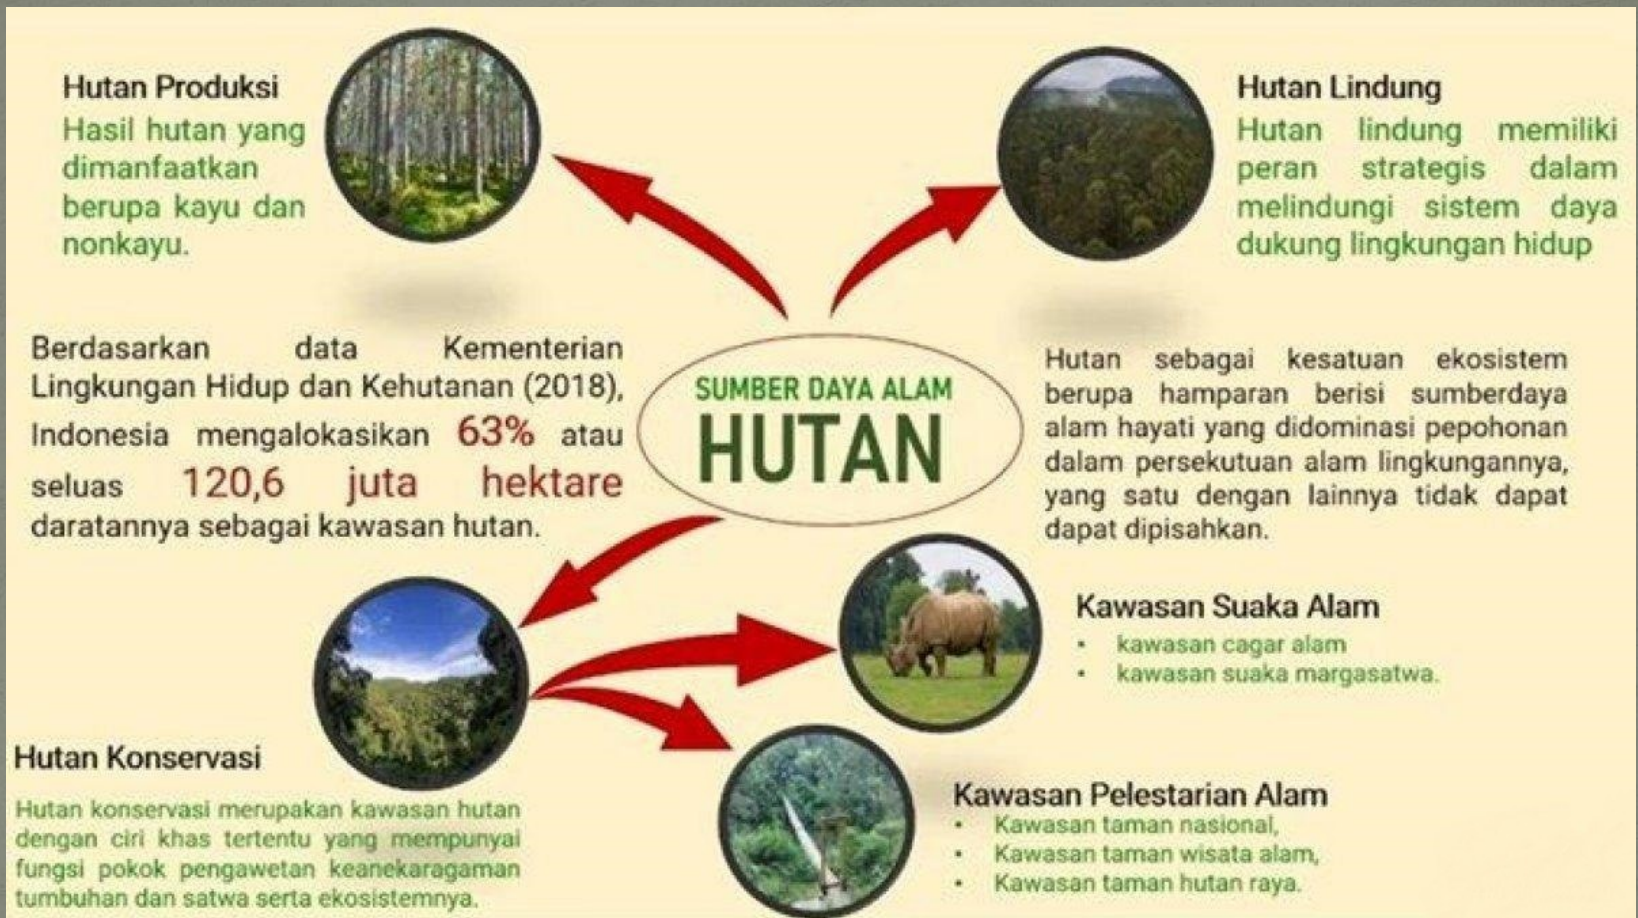 Hutan Produksi
Hasil hutan yang
dimanfaatkan
berupa kayu dan
nonkayu.
Hutan Lindung
Hutan lindung memiliki
peran strategis dalam
melindungi sistem daya
dukung lingkungan hidup
Berdasarkan data Kementerian
Lingkungan Hidup dan Kehutanan (2018),
Indonesia mengalokasikan 63% atau
seluas 120,6 juta hektare
daratannya sebagai kawasan hutan.
SUMBER DAYA ALAM
HUTAN
Hutan sebagai kesatuan ekosistem
berupa hamparan berisi sumberdaya
alam hayati yang didominasi pepohonan
dalam persekutuan alam lingkungannya,
yang satu dengan lainnya tidak dapat
dapat dipisahkan.
Kawasan Suaka Alam
• kawasan cagar alam
• kawasan suaka margasatwa.
Hutan Konservasi
Hutan konservasi merupakan kawasan hutan
dengan ciri khas tertentu yang mempunyai
fungsi pokok pengawetan keanekaragaman
tumbuhan dan satwa serta ekosistemnya.
Kawasan Pelestarian Alam
• Kawasan taman nasional,
• Kawasan taman wisata alam,
• Kawasan taman hutan raya.